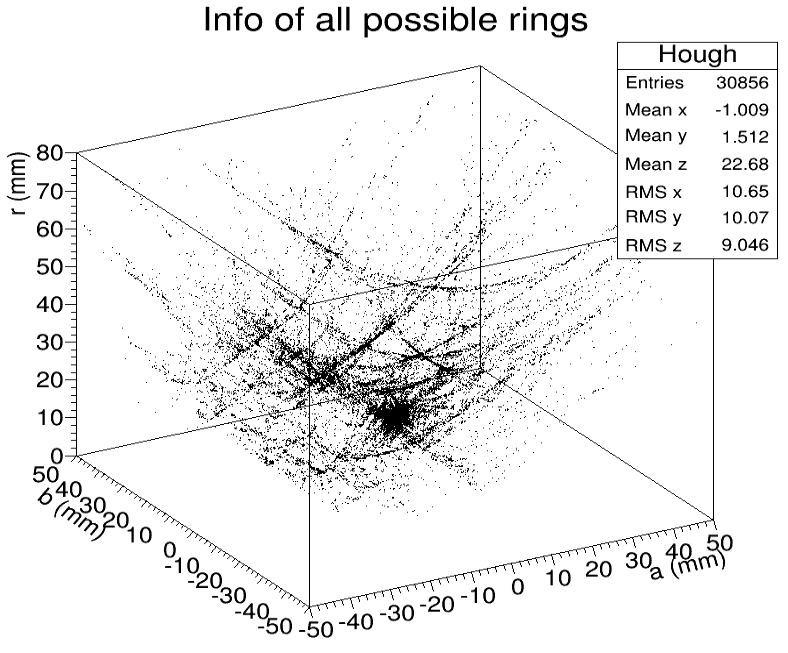 Info of all possible rings
Hough
Entries 30856
Mean x -1.009
Mean y 1.512
Mean z 22.68
RMS x 10.65
RMS y 10.07
RMS z 9.046
r (mm)
80
70
60
50
40
30
20
10
0
b (mm)
50
40
30
20
10
0
-10
-20
-30
-40
-50
-50 -40 -30 -20 -10 0 10 20 30 40 50
a (mm)